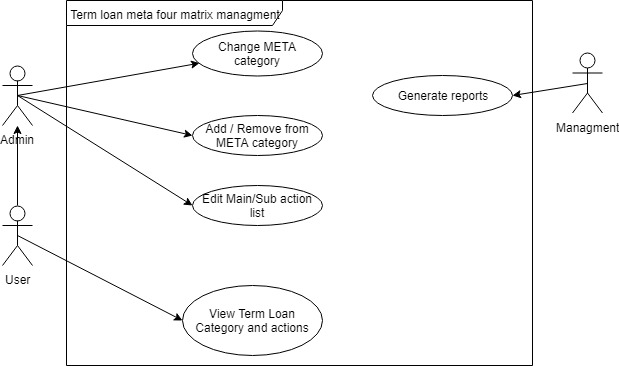 Term loan meta four matrix managment
Change META
category
Generate reports
Managment
Admin
Add / Remove from
META category
Edit Main/Sub action
list
User
View Term Loan
Category and actions